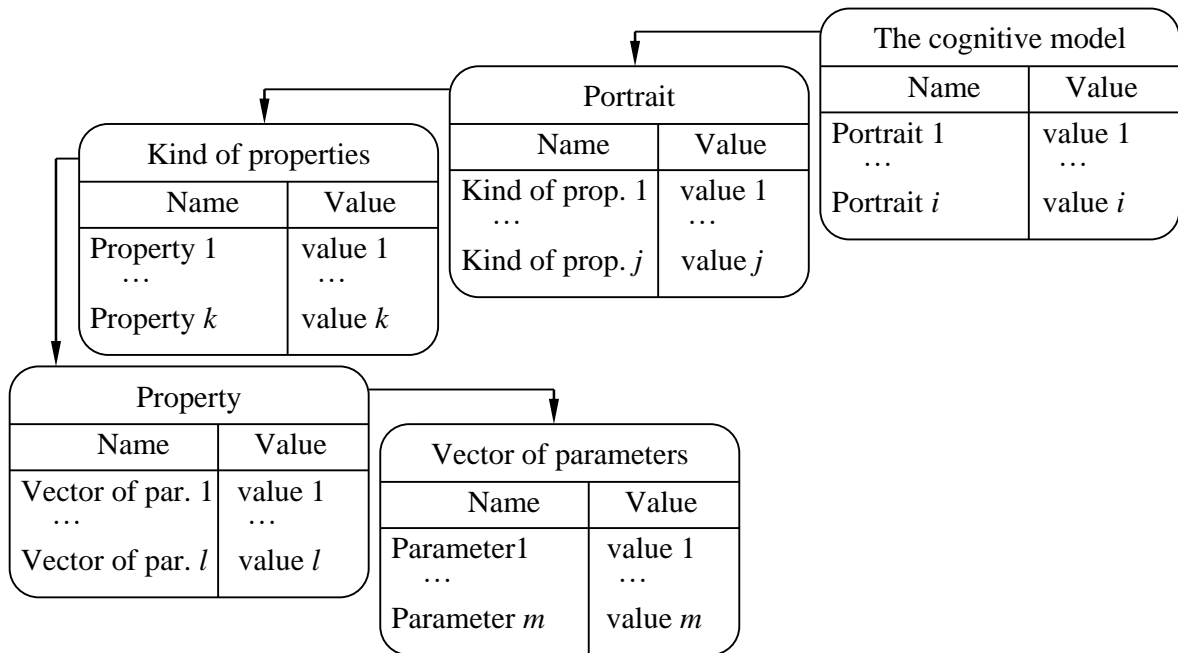 The cognitive model
Name Value
Portrait 1 value 1
... ...
Portrait i value i
Portrait
Name Value
Kind of prop. 1 value 1
... ...
Kind of prop. j value j
Kind of properties
Name Value
Property 1 value 1
... ...
Property k value k
Property
Name Value
Vector of par. 1 value 1
... ...
Vector of par. l value l
Vector of parameters
Name Value
Parameter1 value 1
... ...
Parameter m value m